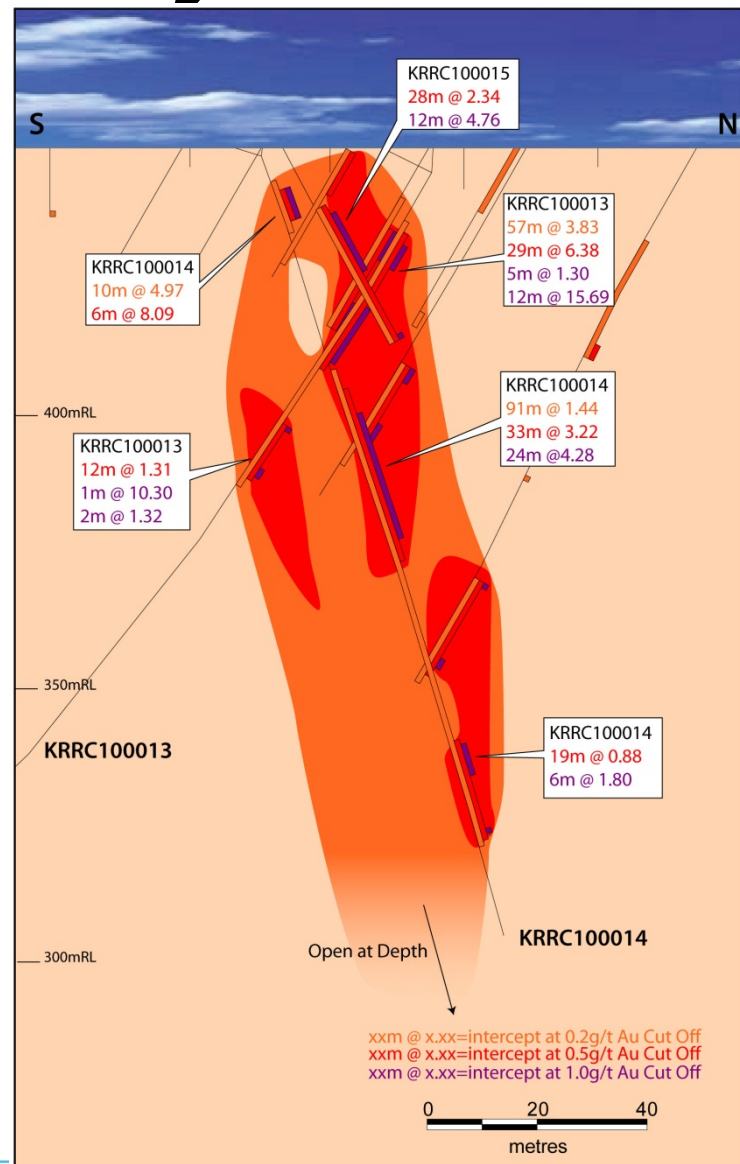 KRRC100015
28m @ 2.34
12m @ 4.76
S
N
KRRC100013
57m @ 3.83
29m @ 6.38
5m @ 1.30
12m @ 15.69
KRRC100014
10m @ 4.97
6m @ 8.09
KRRC100014
91m @ 1.44
33m @ 3.22
24m @4.28
400mRL
KRRC100013
12m @ 1.31
1m @ 10.30
2m @ 1.32
350mRL
KRRC100013
KRRC100014
19m @ 0.88
6m @ 1.80
KRRC100014
Open at Depth
300mRL
xxm @ x.xx=intercept at 0.2g/t Au Cut Off
xxm @ x.xx=intercept at 0.5g/t Au Cut Off
xxm @ x.xx=intercept at 1.0g/t Au Cut Off
0 20 40
metres